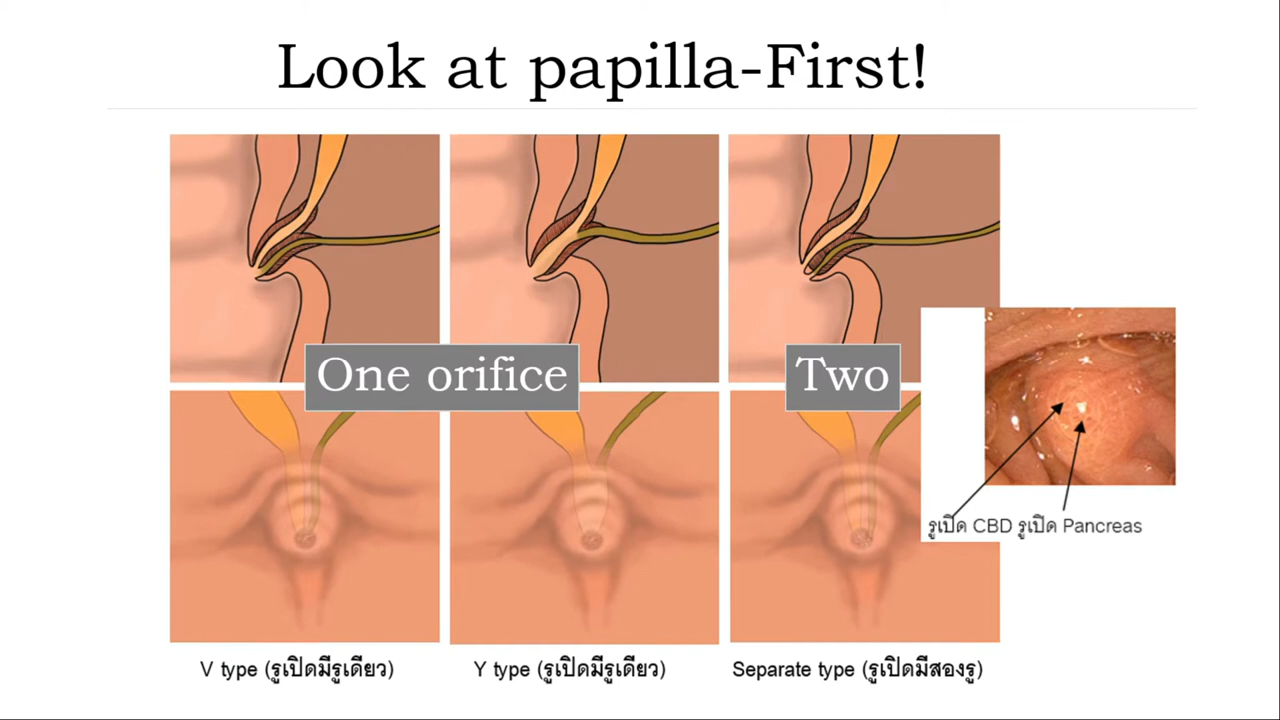 Look at papilla-First!
One orifice
Two
รูเปิด CBD รูเปิด Pancreas
V type (รูเปิดมีรูเดียว)
Y type (รูเปิดมีรูเดียว)
Separate type (รูเปิดมีสองรู)